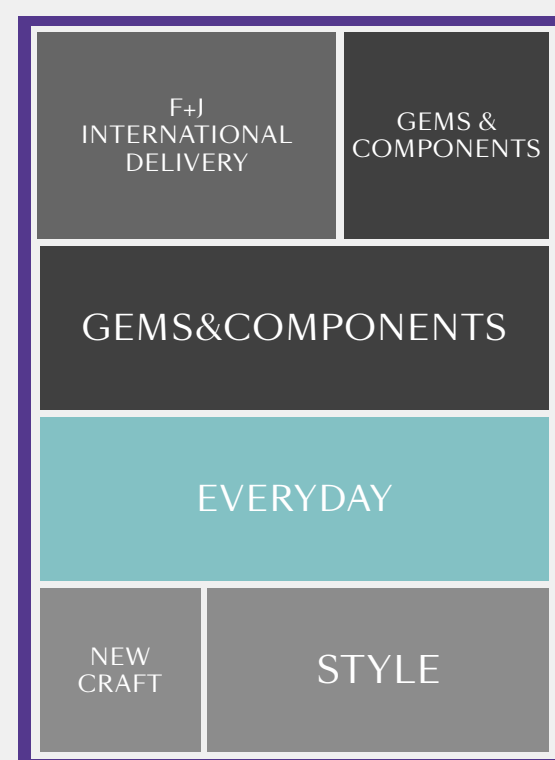 F+J
INTERNATIONAL
DELIVERY
GEMS &
COMPONENTS
GEMS&COMPONENTS
EVERYDAY
NEW
CRAFT
STYLE